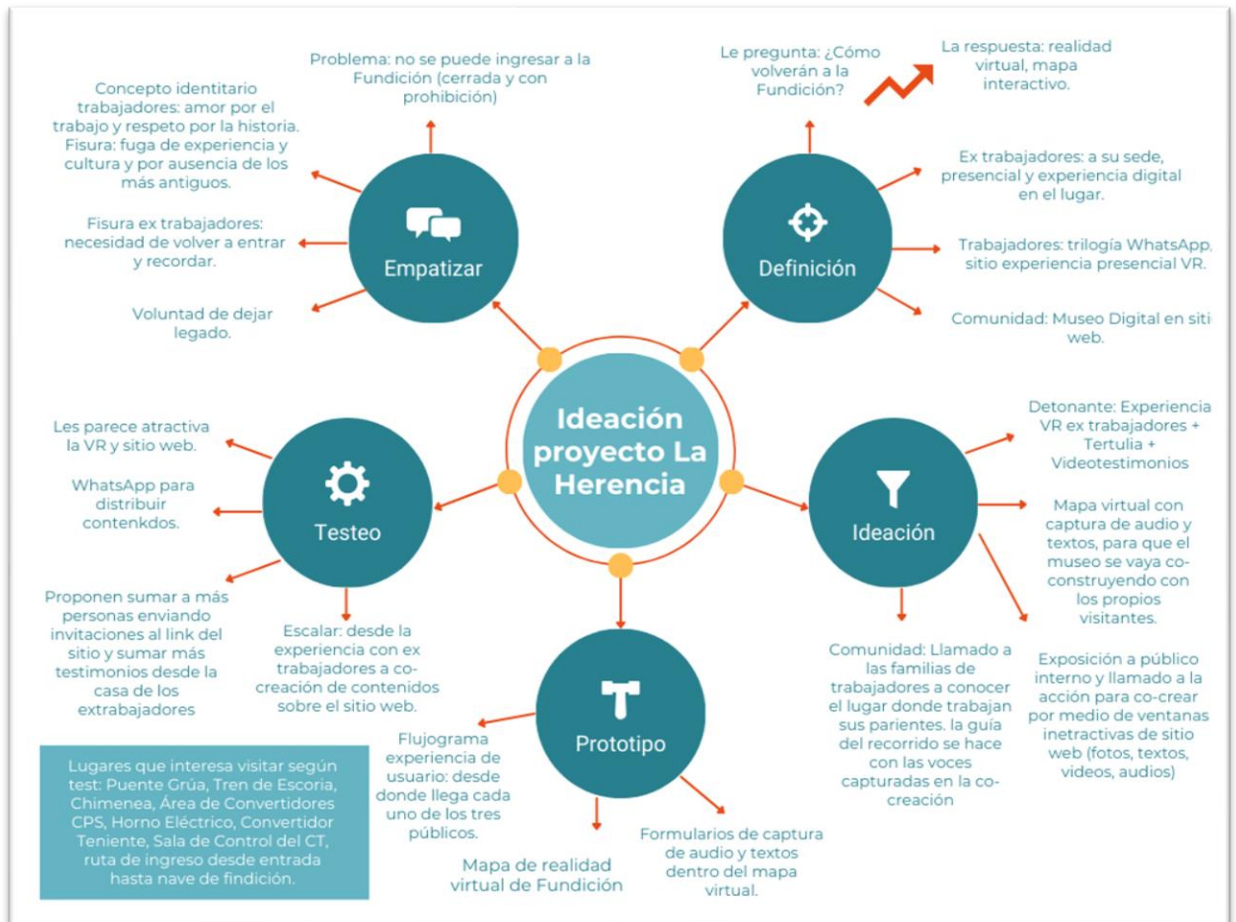 Problema: no se puede ingresar a la
Fundición (cerrada y con
prohibición)
Concepto identitario
trabajadores: amor por el
trabajo y respeto por la historia.
Fisura: fuga de experiencia y
cultura y por ausencia de los
más antiguos.
Fisura ex trabajadores:
necesidad de volver a entrar
y recordar.
Voluntad de dejar
legado.
Empatizar
Le pregunta: ¿Cómo
volverán a la
Fundición?
La respuesta: realidad
virtual, mapa
interactivo.
Ex trabajadores: a su sede,
presencial y experiencia digital
en el lugar.
Trabajadores: trilogía WhatsApp,
sitio experiencia presencial VR.
Comunidad: Museo Digital en siti
web.
Definición
Ideación
proyecto La
Herencia
Detonante: Experiencia
VR ex trabajadores +
Tertulia +
Videotestimonios
Mapa virtual con
captura de audio y
textos, para que el
museo se vaya co-
construyendo con
los propios
visitantes.
Exposición a público
interno y llamado a la
acción para co-crear
por medio de ventanas
inetractivas de sitio
web (fotos, textos,
videos, audios)
Comunidad: Llamado a
las familias de
trabajadores a conocer
el lugar donde trabajan
sus parientes. la guía
del recorrido se hace
con las voces
capturadas en la co-
creación
Ideación
Prototipo
Flujograma
experiencia de
usuario: desde
donde llega cada
uno de los tres
públicos.
Mapa de realidad
virtual de Fundición
Formularios de captura
de audio y textos
dentro del mapa
virtual.
Testeo
Les parece atractiva
la VR y sitio web.
WhatsApp para
distribuir
contenkdos.
Proponen sumar a más
personas enviando
invitaciones al link del
sitio y sumar más
testimonios desde la
casa de los
extrabajadores
Escalar: desde la
experiencia con ex
trabajadores a co-
creación de contenidos
sobre el sitio web.
Lugares que interesa visitar según
test: Puente Grúa, Tren de Escoria,
Chimenea, Área de Convertidores
CPS, Horno Eléctrico, Convertidor
Teniente, Sala de Control del CT,
ruta de ingreso desde entrada
hasta nave de findición.